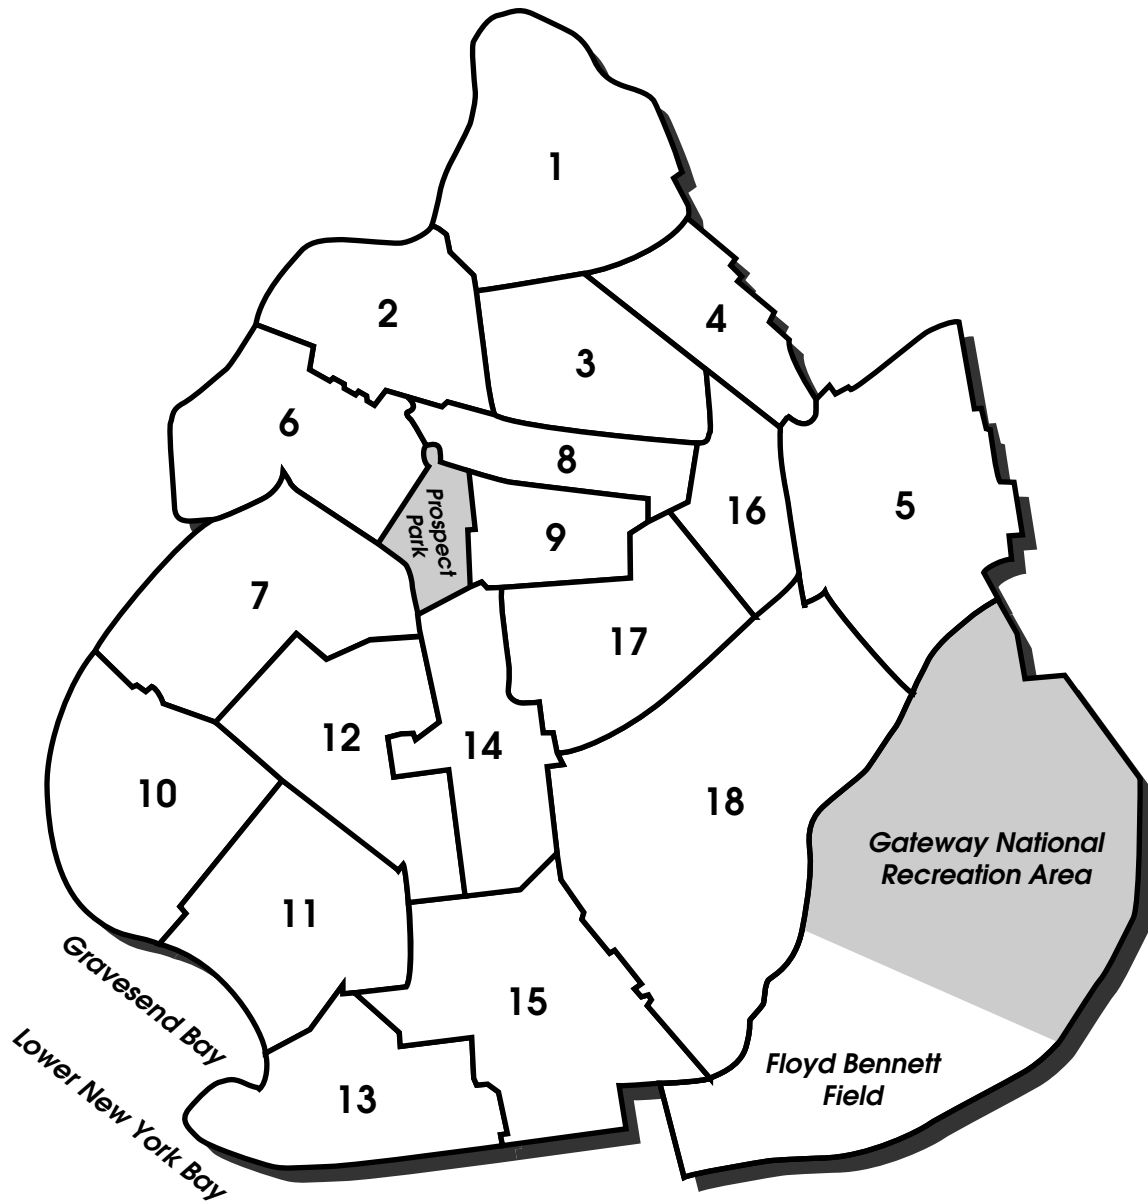 1
2
3
4
6
8
5
16
9
Prospect
Park
7
17
12
14
10
18
Gateway National
Recreation Area
11
Gravesend Bay
15
Lower New York Bay
13
Floyd Bennett
Field